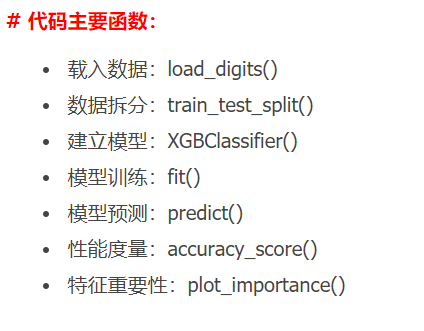 # 代码主要函数：
• 载入数据：load_digits()
• 数据拆分：train_test_split()
• 建立模型：XGBClassifier()
• 模型训练：fit()
• 模型预测：predict()
• 性能度量：accuracy_score()
• 特征重要性：plot_importance()